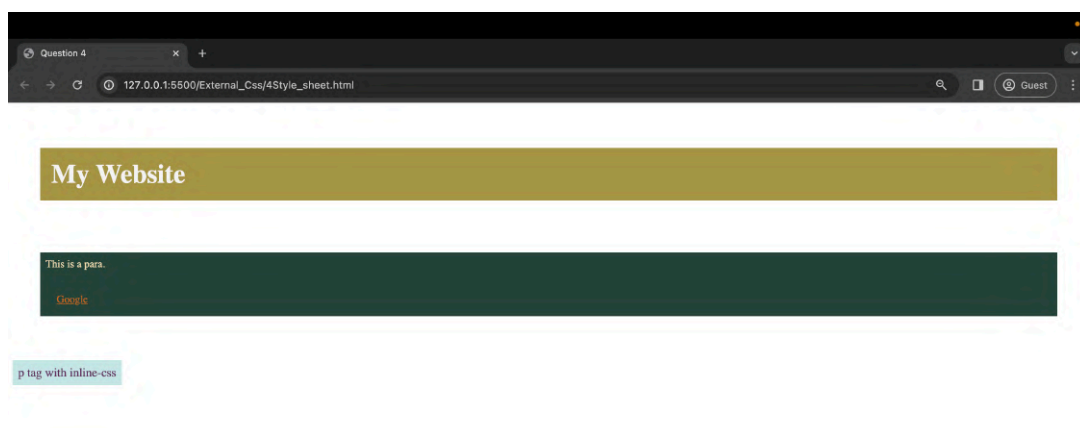 Question 4
127.0.0.1:5500/External_Css/4Style_sheet.html
Guest
My Website
This is a para.
Google
p tag with inline-css